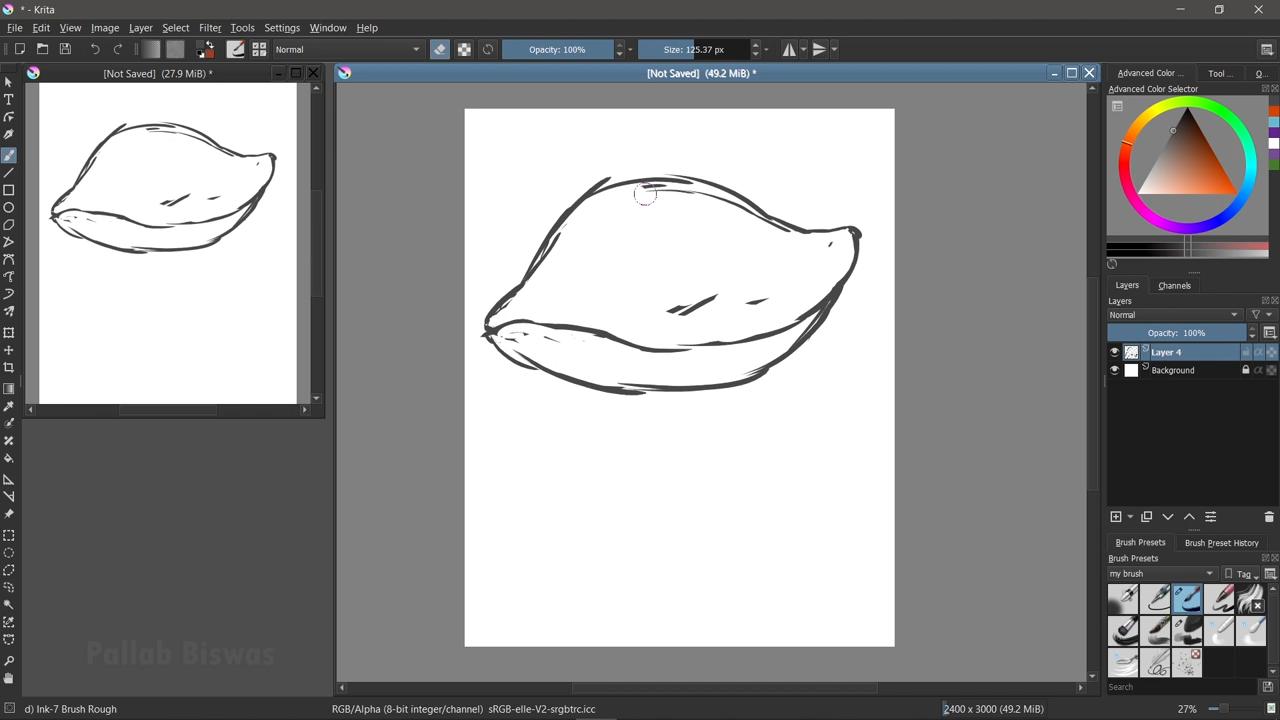 * - Krita
File Edit View Image Layer Select Filter Tools Settings Window Help
Normal Opacity: 100% Size: 125.37 px
[Not Saved] (27.9 MiB) *
[Not Saved] (49.2 MiB) *
Advanced Color ... Tool ... O...
Advanced Color Selector
Layers Channels
Layers
Normal
Opacity: 100%
Layer 4
Background
Brush Presets Brush Preset History
Brush Presets
my brush Tag
Pallab Biswas
Search
d) Ink-7 Brush Rough RGB/Alpha (8-bit integer/channel) sRGB-elle-V2-srgbtrc.icc 2400 x 3000 (49.2 MiB) 27%